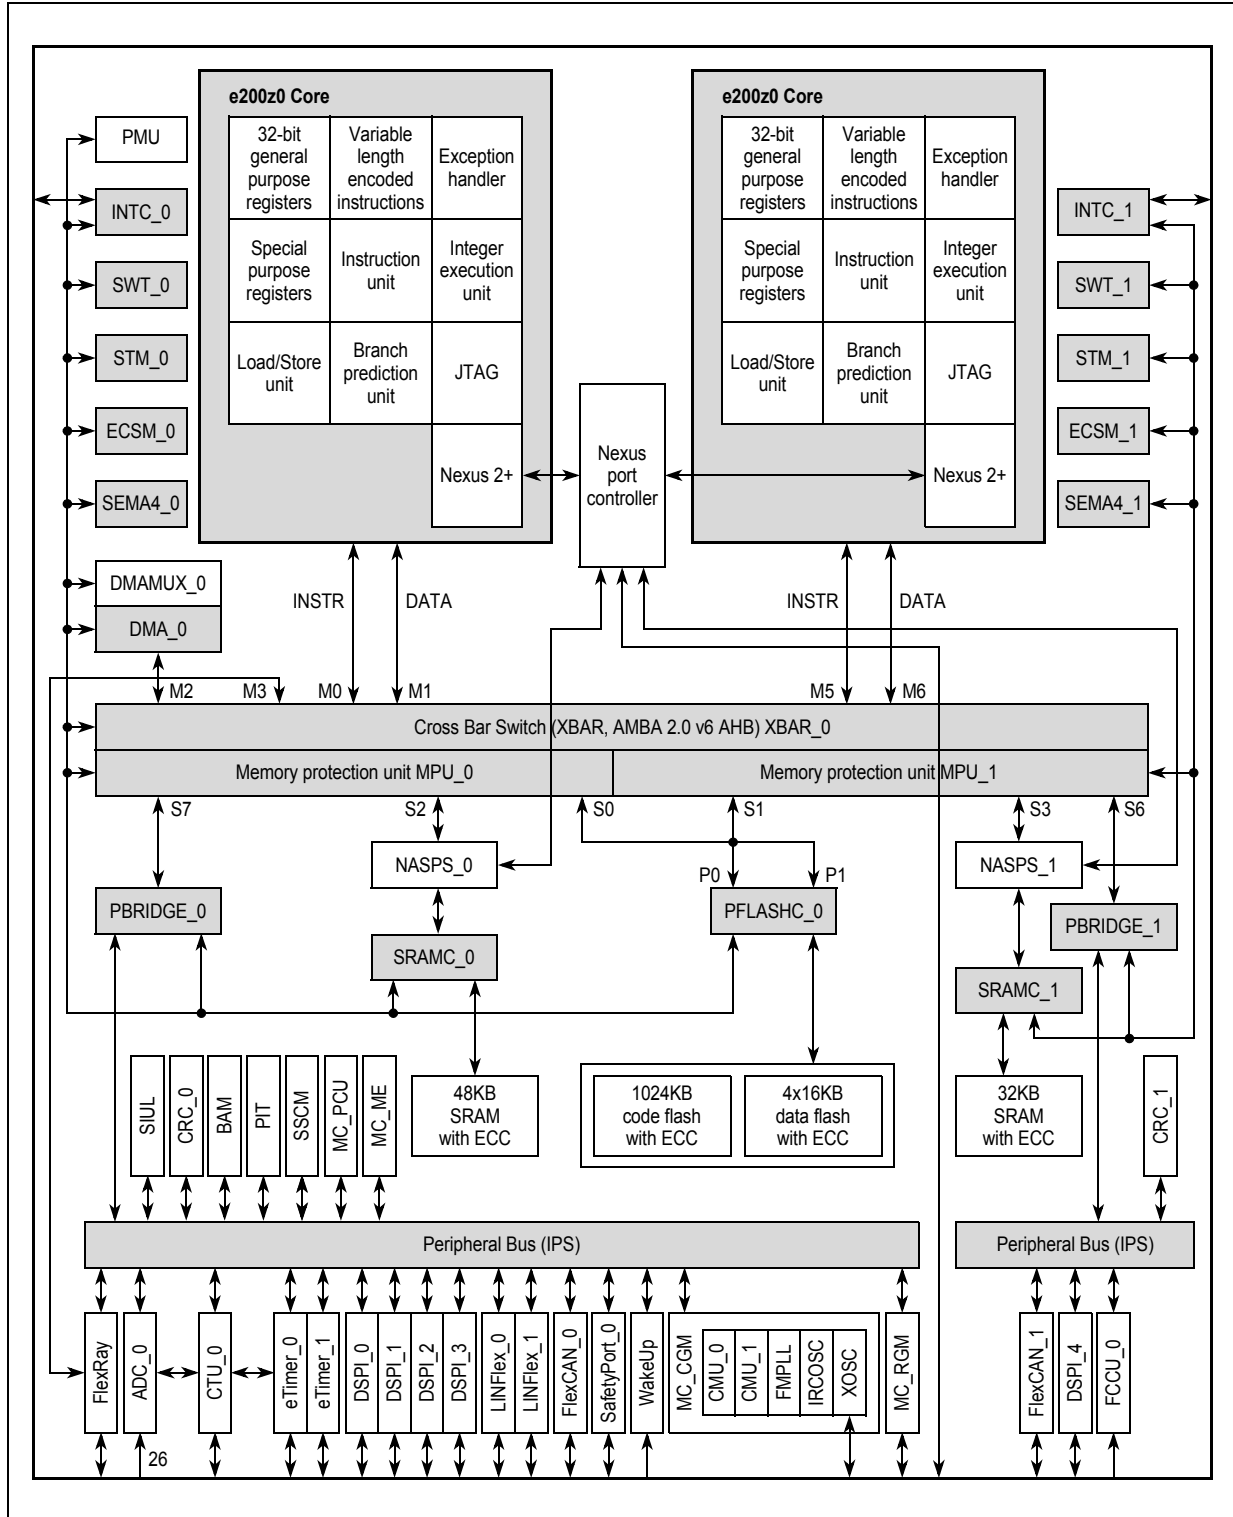 e200z0 Core
32-bit
general
purpose
registers
Variable
length
encoded
instructions
Exception
handler
Special
purpose
registers
Instruction
unit
Integer
execution
unit
Load/Store
unit
Branch
prediction
unit
JTAG
Nexus 2+
e200z0 Core
32-bit
general
purpose
registers
Variable
length
encoded
instructions
Exception
handler
Special
purpose
registers
Instruction
unit
Integer
execution
unit
Load/Store
unit
Branch
prediction
unit
JTAG
Nexus 2+
PMU
INTC_0
SWT_0
STM_0
ECSM_0
SEMA4_0
DMAMUX_0
DMA_0
Nexus
port
controller
INTC_1
SWT_1
STM_1
ECSM_1
SEMA4_1
INSTR
DATA
INSTR
DATA
M2
M3
M0
M1
M5
M6
Cross Bar Switch (XBAR, AMBA 2.0 v6 AHB) XBAR_0
Memory protection unit MPU_0
Memory protection unit MPU_1
S7
S2
S0
S1
S3
S6
NASPS_0
P0
P1
NASPS_1
PBRIDGE_0
PFLASHC_0
PBRIDGE_1
SRAMC_0
SRAMC_1
SIUL
CRC_0
BAM
PIT
SSCM
MC_PCU
MC_ME
48KB
SRAM
with ECC
1024KB
code flash
with ECC
4x16KB
data flash
with ECC
32KB
SRAM
with ECC
CRC_1
Peripheral Bus (IPS)
Peripheral Bus (IPS)
FlexRay
ADC_0
CTU_0
eTimer_0
eTimer_1
DSPI_0
DSPI_1
DSPI_2
DSPI_3
LINFlex_0
LINFlex_1
FlexCAN_0
SafetyPort_0
WakeUp
MC_CGM
CMU_0
CMU_1
FMPLL
IRCOSC
XOSC
MC_RGM
FlexCAN_1
DSPI_4
FCCU_0
26